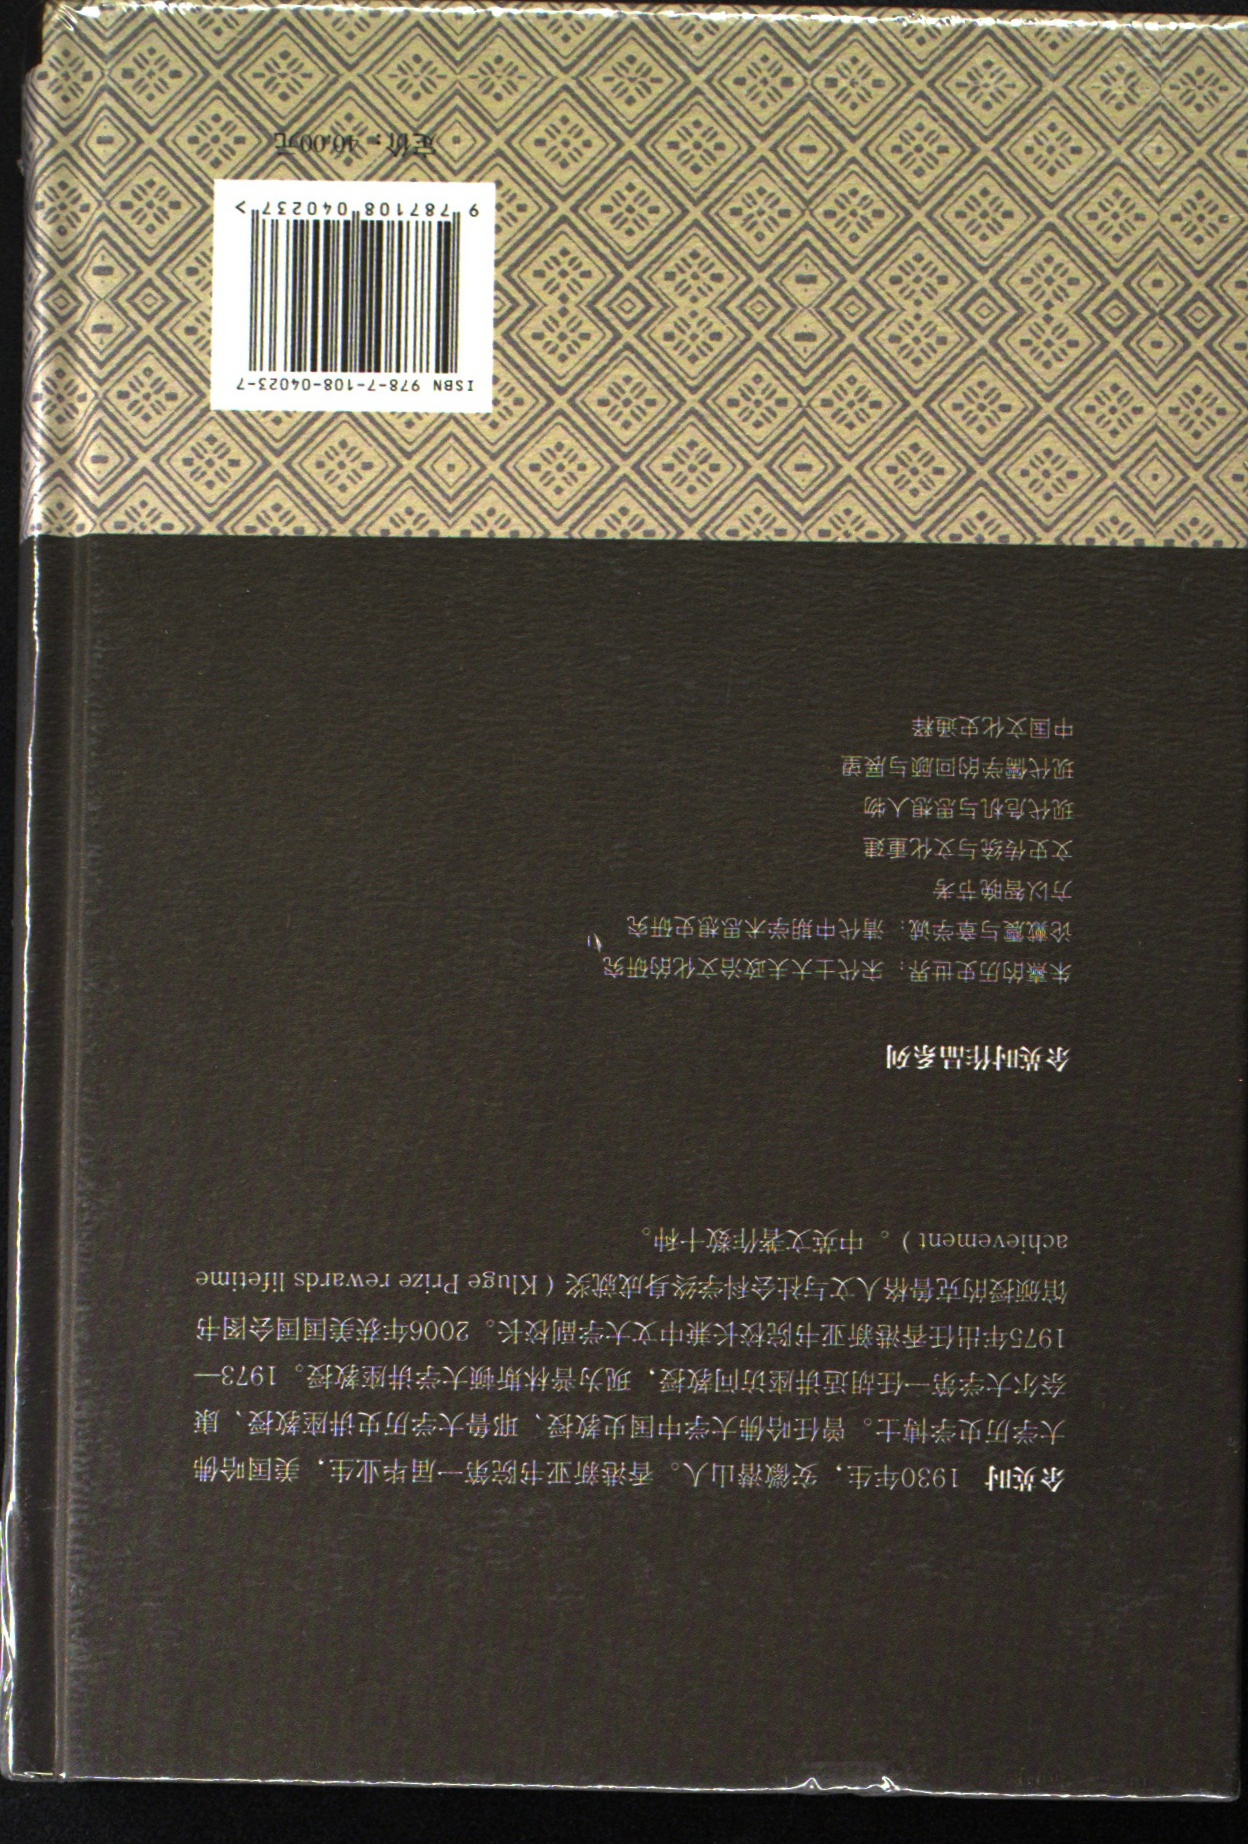 余英时 1930年生，安徽潜山人。香港新亚书院第一届毕业生，美国哈佛
大学历史学博士。曾任哈佛大学中国史教授、耶鲁大学历史讲座教授、康
奈尔大学第一任胡适讲座访问教授，现为普林斯顿大学讲座教授。1973—
1975年出任香港新亚书院校长兼中文大学副校长。2006年获美国国会图书
馆颁授的克鲁格人文与社会科学终身成就奖（Kluge Prize rewards lifetime
achievement）。中英文著作数十种。
余英时作品系列
朱熹的历史世界：宋代士大夫政治文化的研究
论戴震与章学诚：清代中期学术思想史研究
方以智晚节考
文史传统与文化重建
现代危机与思想人物
现代儒学的回顾与展望
中国文化史通释
ISBN 978-7-108-04023-7
9 787108 040237 >
定价：46.00元